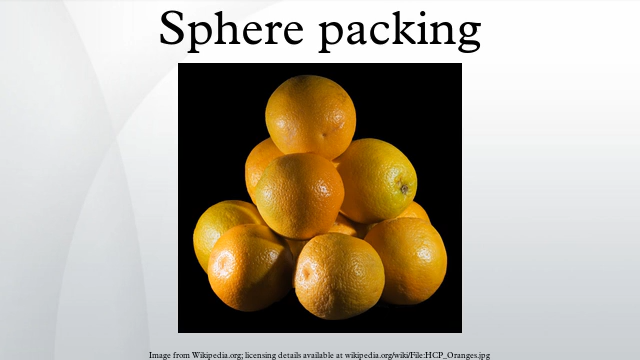 Sphere packing
Image from Wikipedia.org; licensing details available at wikipedia.org/wiki/File:HCP_Oranges.jpg